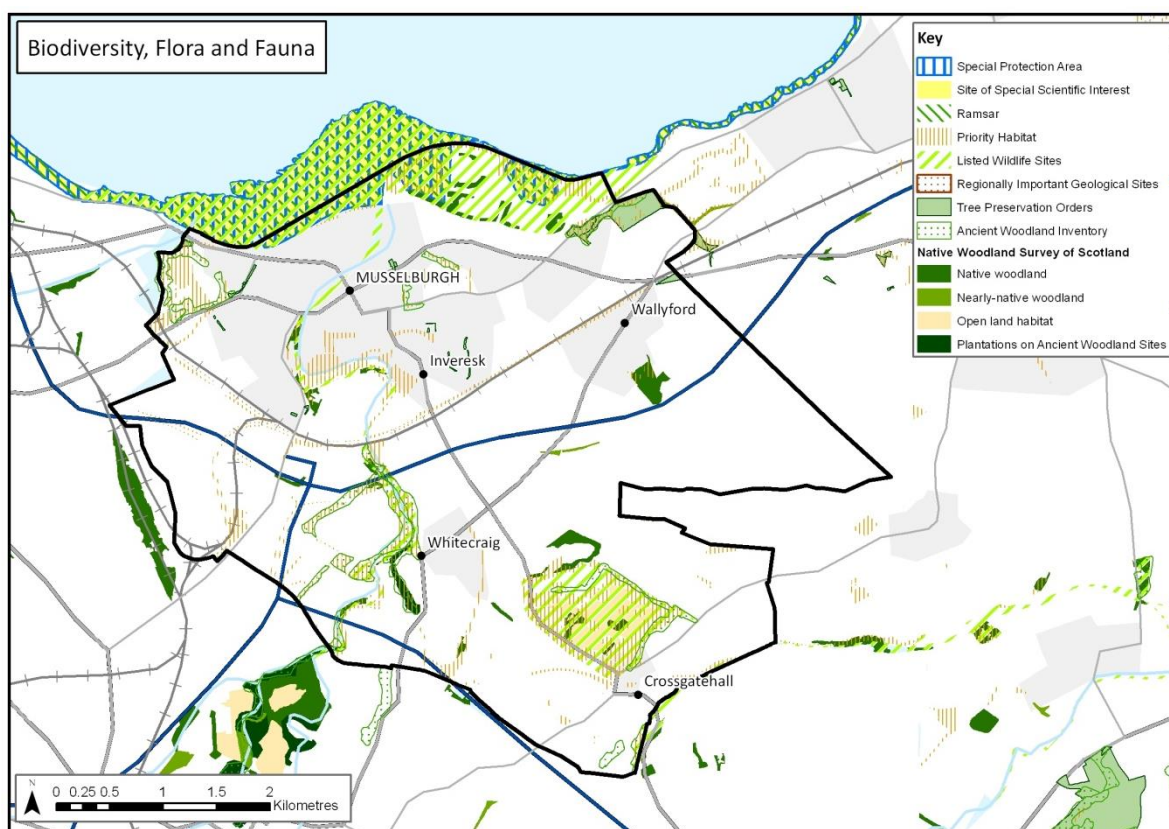 Biodiversity, Flora and Fauna
Key
Special Protection Area
Site of Special Scientific Interest
Ramsar
Priority Habitat
Listed Wildlife Sites
Regionally Important Geological Sites
Tree Preservation Orders
Ancient Woodland Inventory
Native Woodland Survey of Scotland
Native woodland
Nearly-native woodland
Open land habitat
Plantations on Ancient Woodland Sites
MUSSELBURGH
Wallyford
Inveresk
Whitecraig
Crossgatehall
N
0 0.25 0.5 1 1.5 2
Kilometres